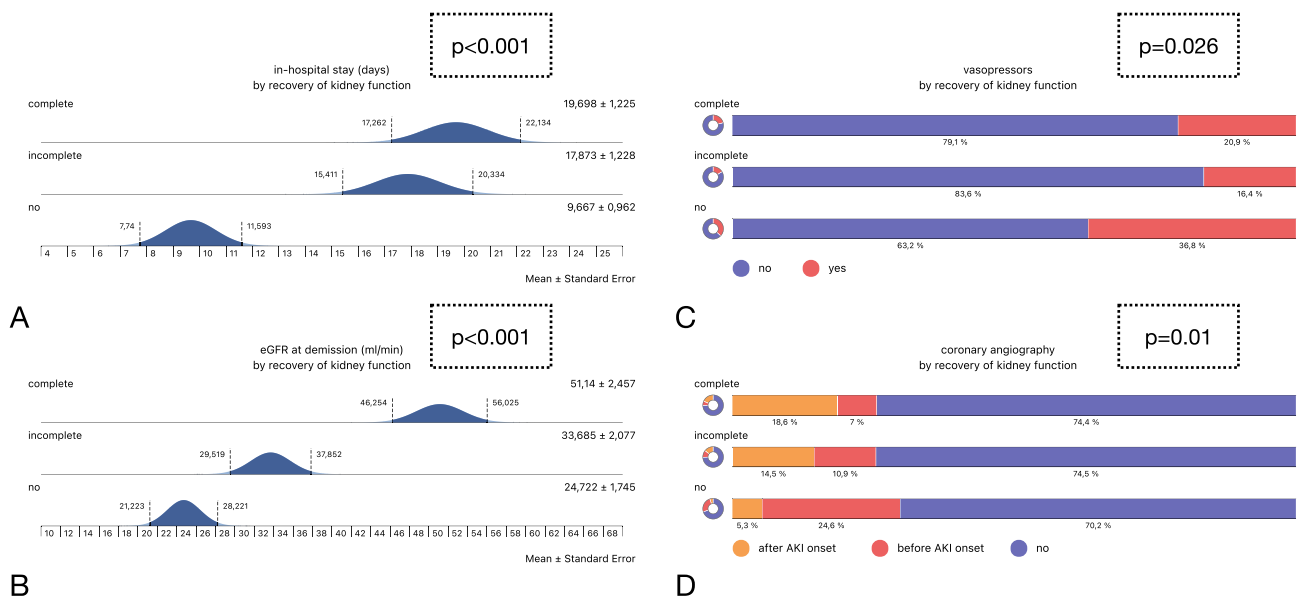 p<0.001
in-hospital stay (days)
by recovery of kidney function
complete
19,698 ± 1,225
17,262
22,134
incomplete
17,873 ± 1,228
15,411
20,334
no
9,667 ± 0,962
7,74
11,593
4 5 6 7 8 9 10 11 12 13 14 15 16 17 18 19 20 21 22 23 24 25
Mean ± Standard Error
A
p<0.001
eGFR at demission (ml/min)
by recovery of kidney function
complete
51,14 ± 2,457
46,254
56,025
incomplete
33,685 ± 2,077
29,519
37,852
no
24,722 ± 1,745
21,223
28,221
10 12 14 16 18 20 22 24 26 28 30 32 34 36 38 40 42 44 46 48 50 52 54 56 58 60 62 64 66 68
Mean ± Standard Error
B
p=0.026
vasopressors
by recovery of kidney function
complete
79,1 %
20,9 %
incomplete
83,6 %
16,4 %
no
63,2 %
36,8 %
no
yes
C
p=0.01
coronary angiography
by recovery of kidney function
complete
18,6 %
7 %
74,4 %
incomplete
14,5 %
10,9 %
74,5 %
no
5,3 %
24,6 %
70,2 %
after AKI onset
before AKI onset
no
D